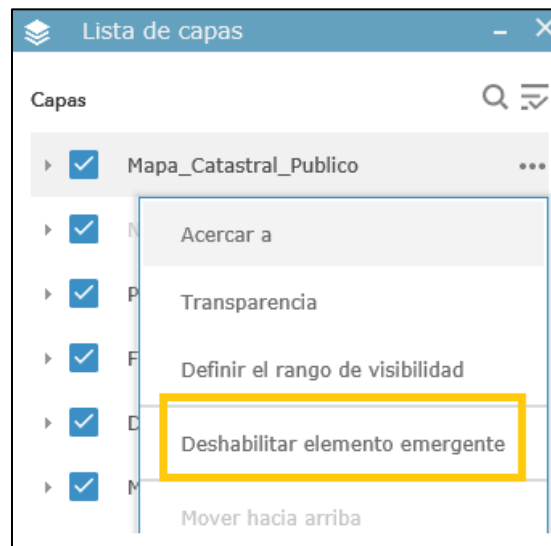 Lista de capas
Capas
Mapa_Catastral_Publico
Acercar a
Transparencia
Definir el rango de visibilidad
Deshabilitar elemento emergente
Mover hacia arriba